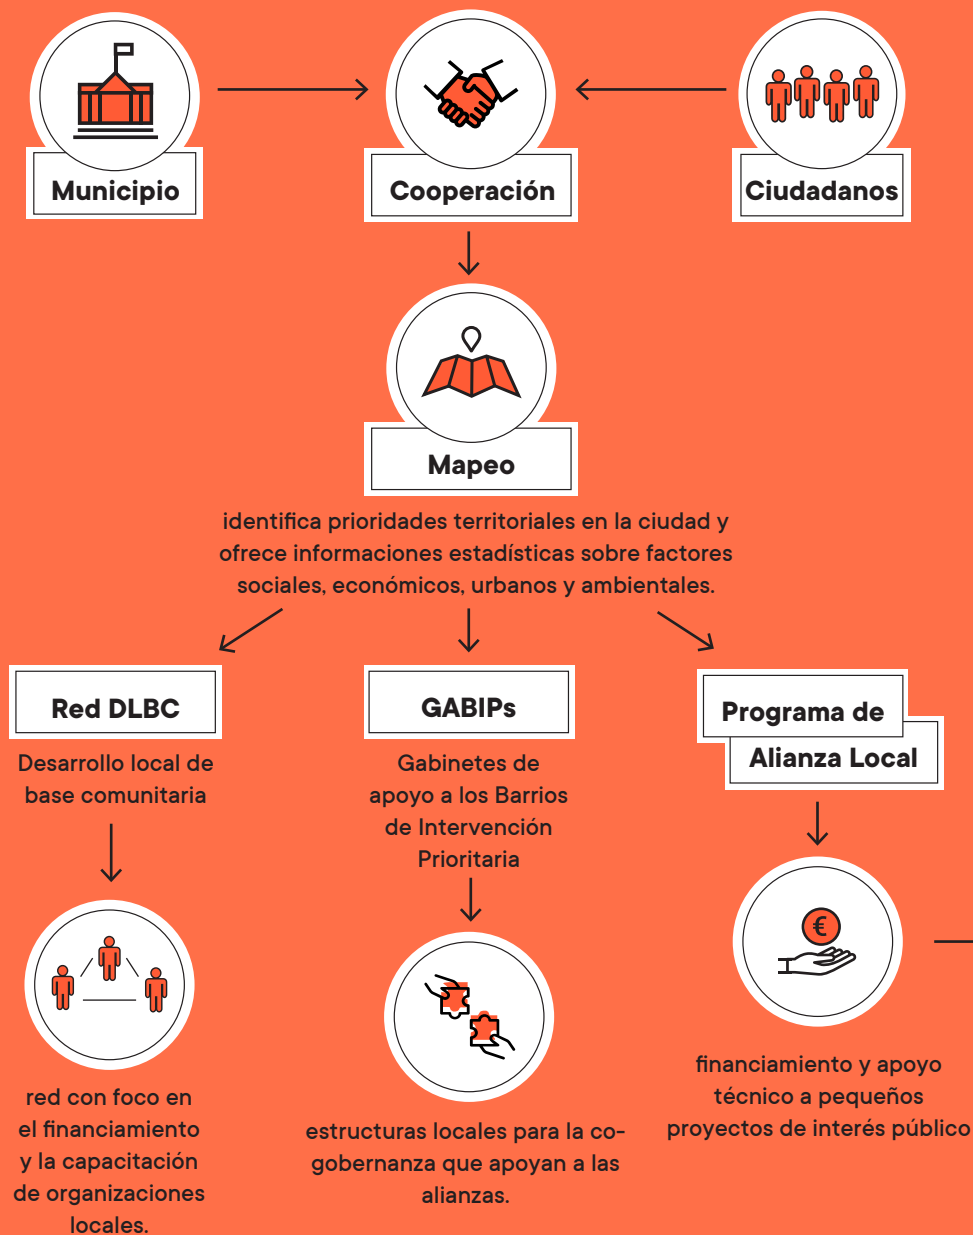 Municipio
Cooperación
Ciudadanos
Mapeo
identifica prioridades territoriales en la ciudad y
ofrece informaciones estadísticas sobre factores
sociales, económicos, urbanos y ambientales.
Red DLBC
Desarrollo local de
base comunitaria
red con foco en
el financiamiento
y la capacitación
de organizaciones
locales.
GABIPs
Gabinetes de
apoyo a los Barrios
de Intervención
Prioritaria
estructuras locales para la co-
gobernanza que apoyan a las
alianzas.
Programa de
Alianza Local
€
financiamiento y apoyo
técnico a pequeños
proyectos de interés público